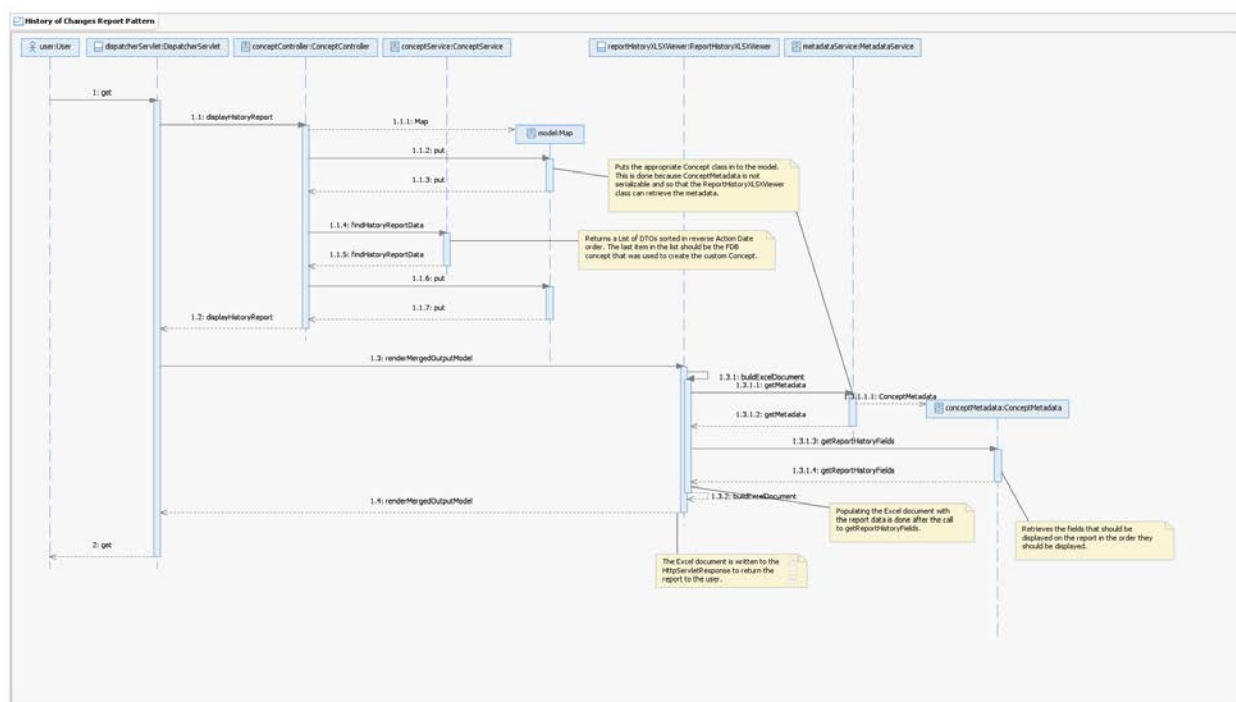 History of Changes Report Pattern
user:User
dispatcherServlet:DispatcherServlet
conceptController:ConceptController
conceptService:ConceptService
reportHistoryXLSXViewer:ReportHistoryXLSXViewer
metadataService:MetadataService
1: get
1.1: displayHistoryReport
1.1.1: Map
model:Map
1.1.2: put
Puts the appropriate Concept class in to the model.
This is done because ConceptMetadata is not
serializable and so that the ReportHistoryXLSXViewer
class can retrieve the metadata.
1.1.3: put
1.1.4: findHistoryReportData
Returns a List of DTOs sorted in reverse Action Date
order. The last item in the list should be the FDB
concept that was used to create the custom Concept.
1.1.5: findHistoryReportData
1.1.6: put
1.1.7: put
1.2: displayHistoryReport
1.3: renderMergedOutputModel
1.3.1: buildExcelDocument
1.3.1.1: getMetadata
1.3.1.1.1: ConceptMetadata
conceptMetadata:ConceptMetadata
1.3.1.2: getMetadata
1.3.1.3: getReportHistoryFields
1.3.1.4: getReportHistoryFields
1.3.2: buildExcelDocument
1.4: renderMergedOutputModel
Populating the Excel document with
the report data is done after the call
to getReportHistoryFields.
Retrieves the fields that should be
displayed on the report in the order they
should be displayed.
2: get
The Excel document is written to the
HttpServletResponse to return the
report to the user.